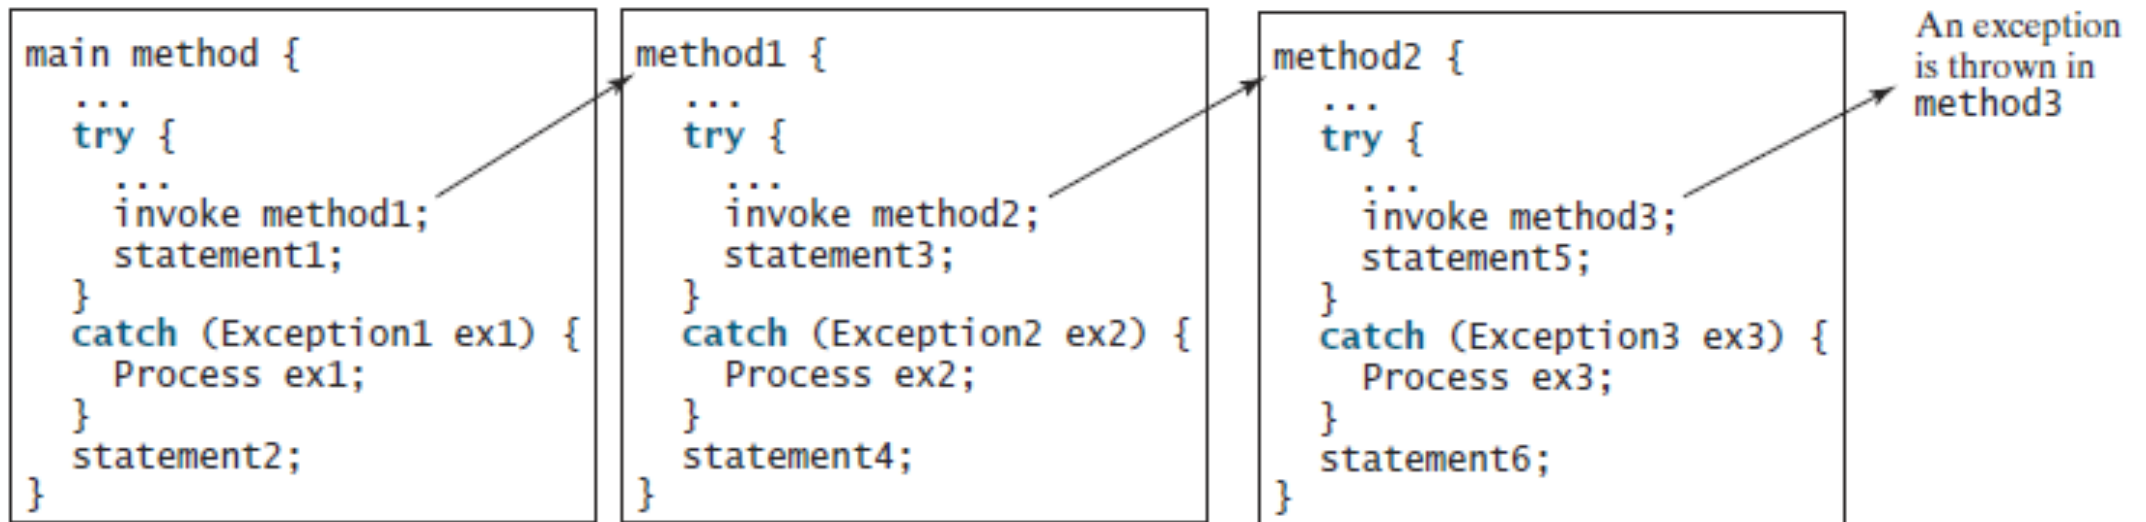 main method {
...
try {
...
invoke method1;
statement1;
}
catch (Exception1 ex1) {
Process ex1;
}
statement2;
}
method1 {
...
try {
...
invoke method2;
statement3;
}
catch (Exception2 ex2) {
Process ex2;
}
statement4;
}
method2 {
...
try {
...
invoke method3;
statement5;
}
catch (Exception3 ex3) {
Process ex3;
}
statement6;
}
An exception
is thrown in
method3